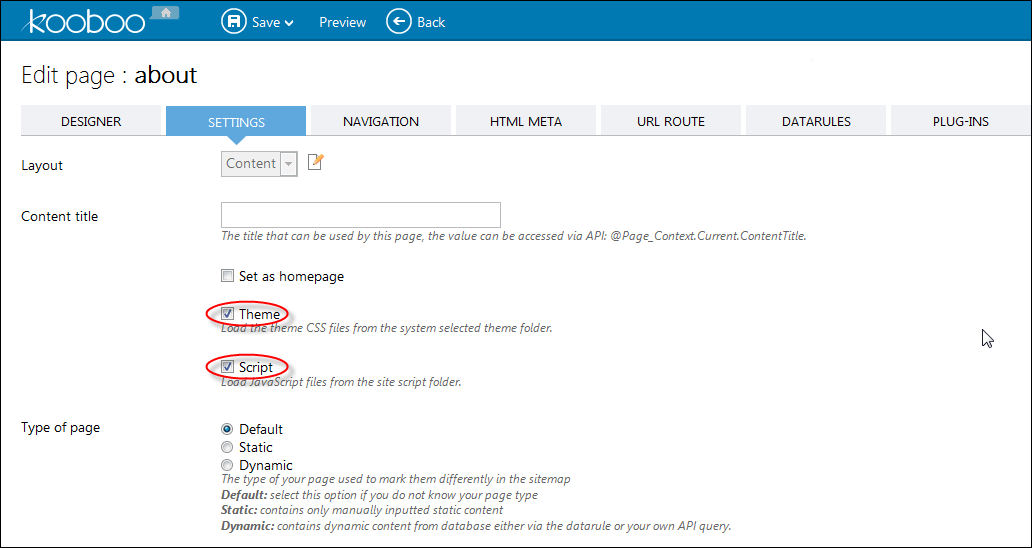 kooboo Save Preview Back
Edit page : about
DESIGNER SETTINGS NAVIGATION HTML META URL ROUTE DATARULES PLUG-INS
Layout Content
Content title
The title that can be used by this page, the value can be accessed via API: @Page_Context.Current.ContentTitle.
Set as homepage
Theme
Load the theme CSS files from the system selected theme folder.
Script
Load JavaScript files from the site script folder.
Type of page Default
Static
Dynamic
The type of your page used to mark them differently in the sitemap
Default: select this option if you do not know your page type
Static: contains only manually inputted static content
Dynamic: contains dynamic content from database either via the datarule or your own API query.